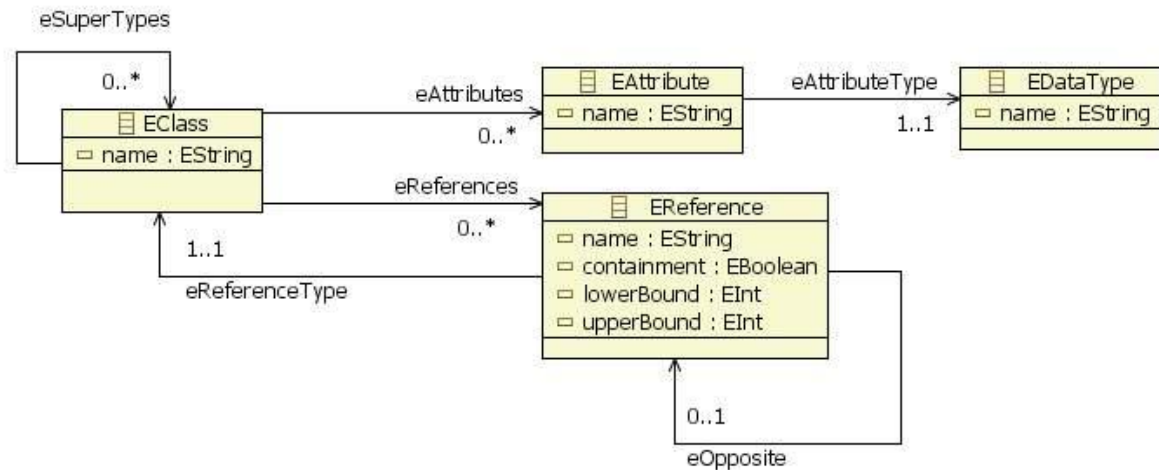 eSuperTypes
0..*
EClass
name : EString
eAttributes
0..*
EAttribute
name : EString
eAttributeType
1..1
EDataType
name : EString
eReferences
0..*
EReference
name : EString
containment : EBoolean
lowerBound : EInt
upperBound : EInt
1..1
eReferenceType
0..1
eOpposite